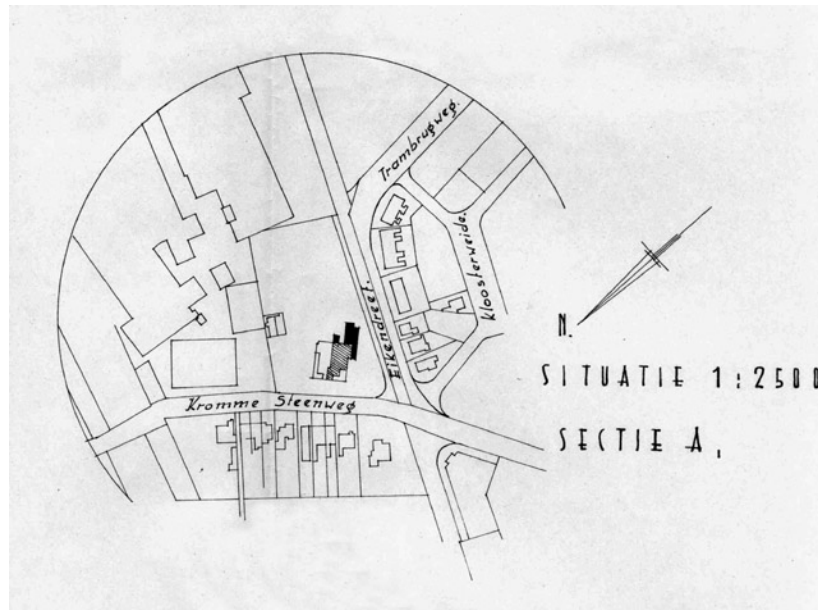 Trambrugweg.
Kloosterweide.
Eikendreef.
Kromme Steenweg
N.
SITUATIE 1:2500
SECTIE A.